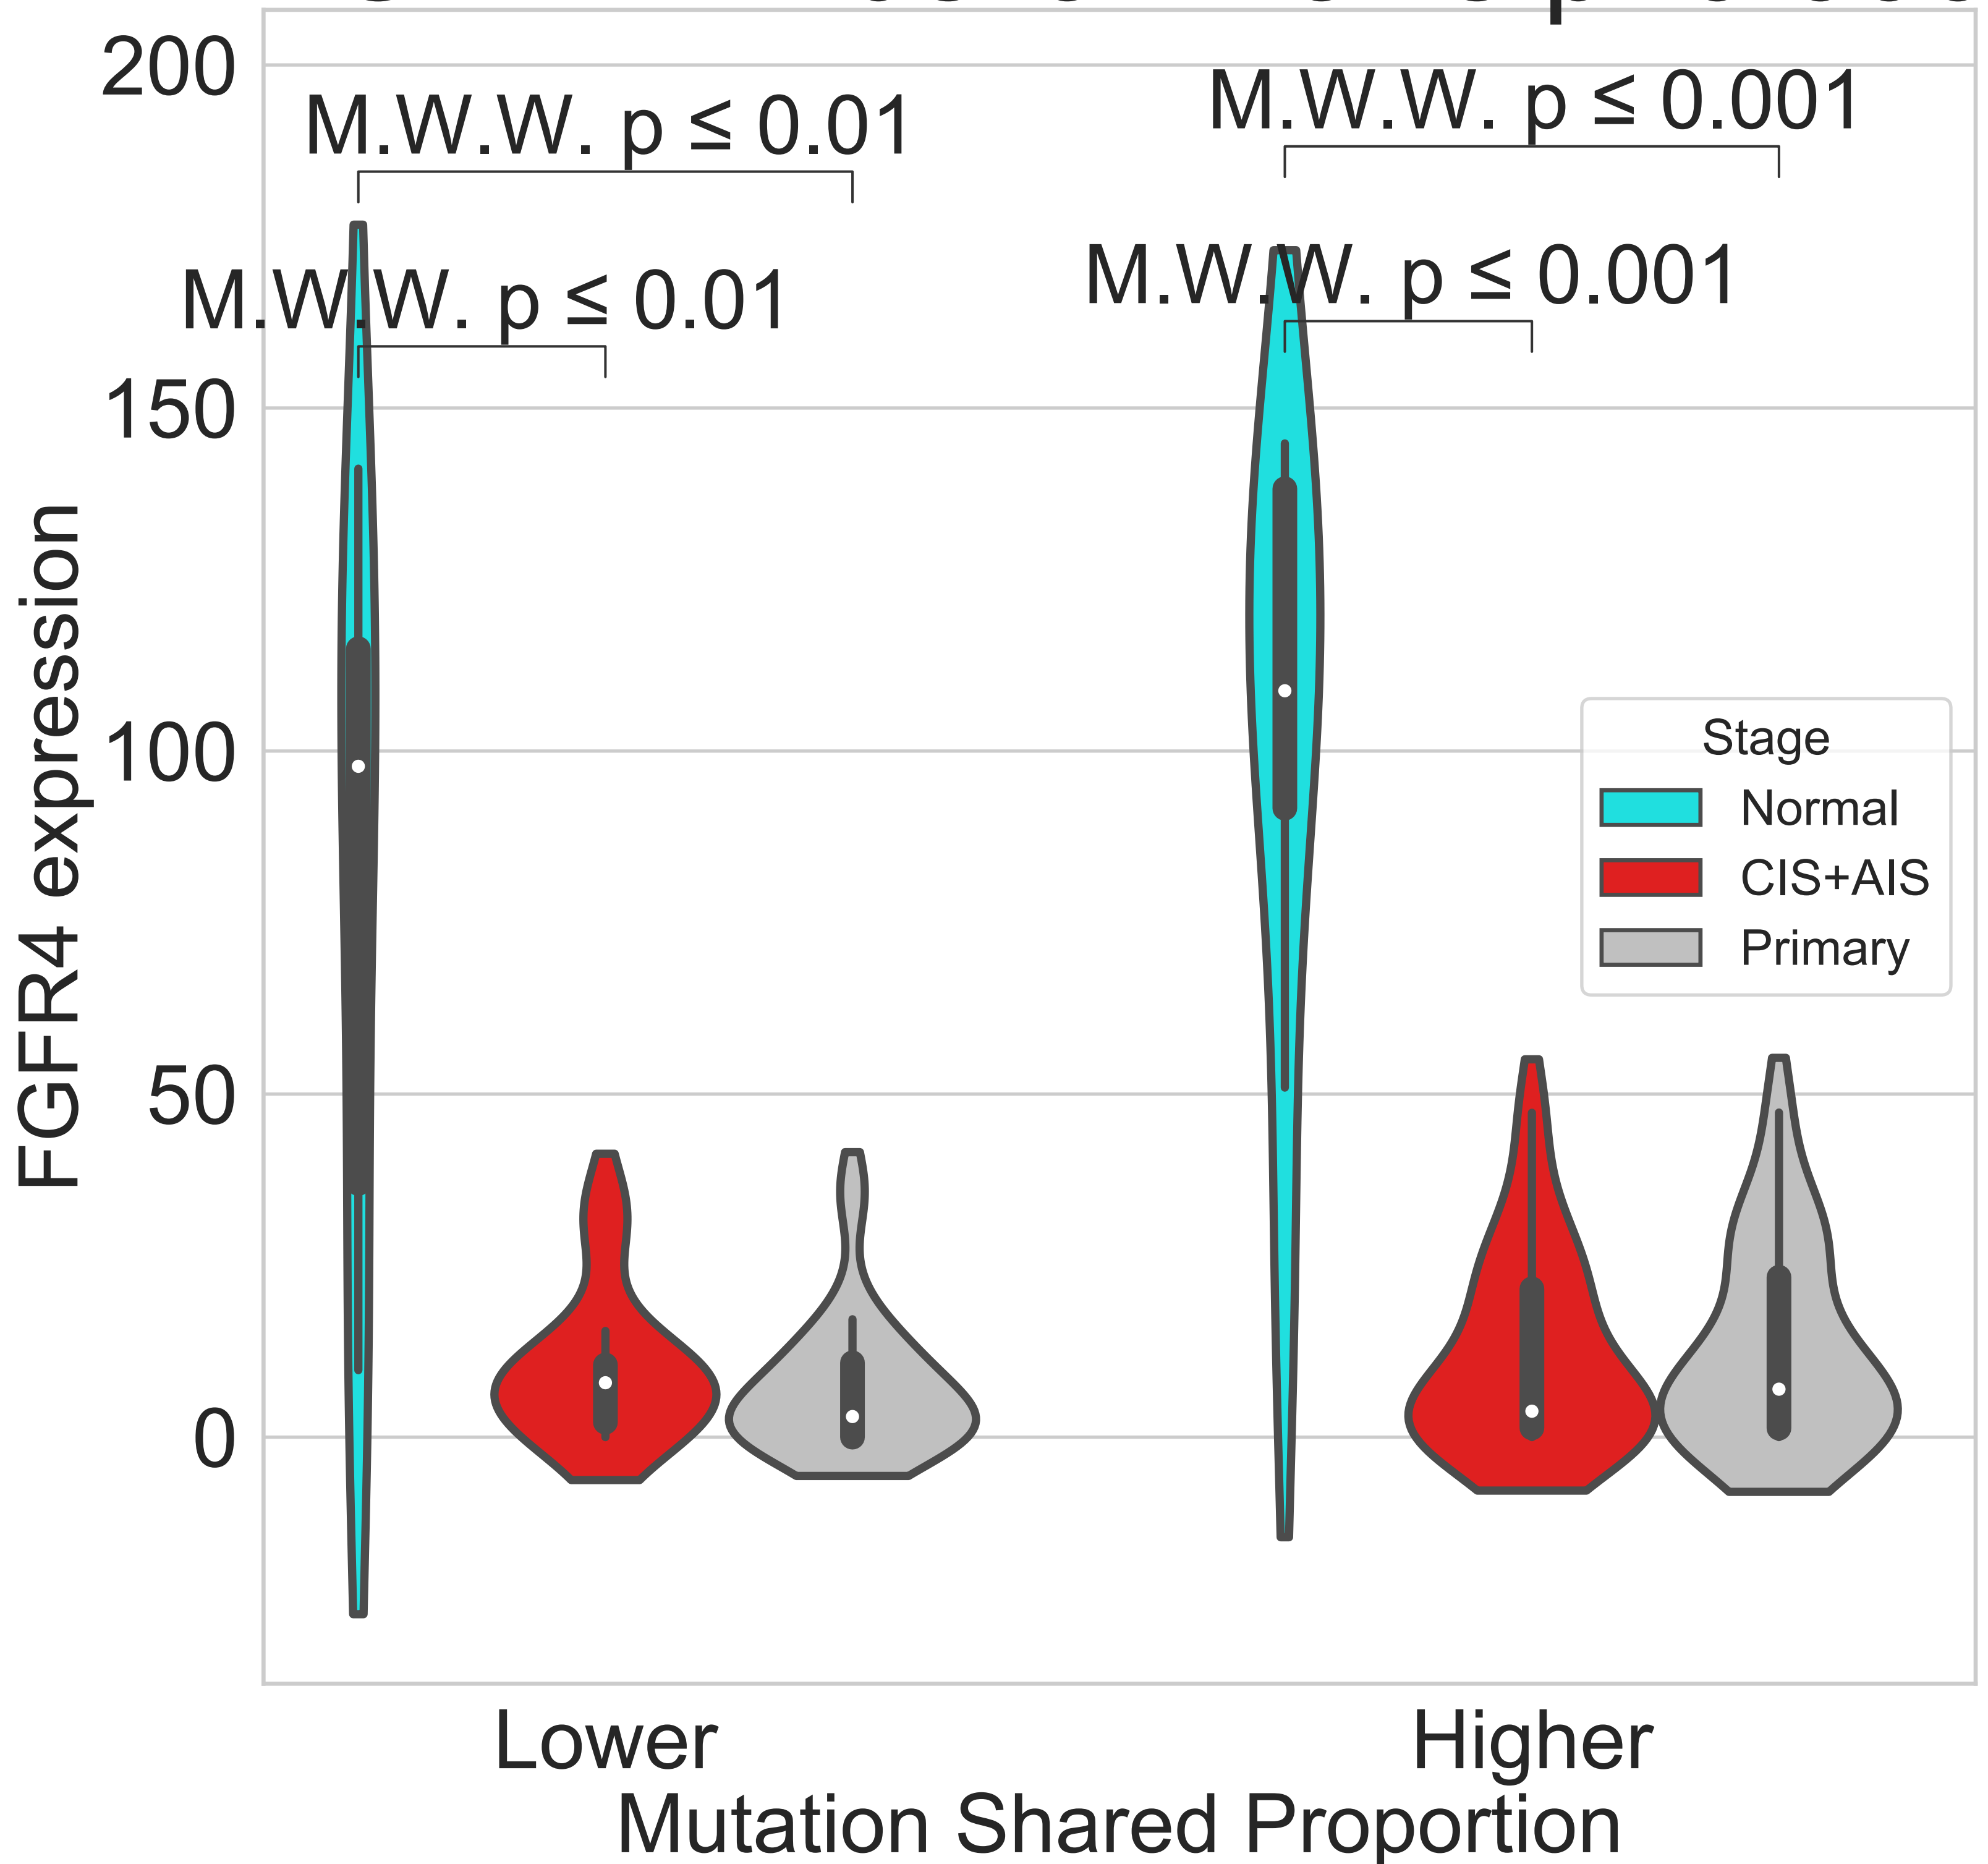 200
M.W.W. p ≤ 0.01
M.W.W. p ≤ 0.001
M.W.W. p ≤ 0.01
M.W.W. p ≤ 0.001
150
100
50
0
FGFR4 expression
Stage
Normal
CIS+AIS
Primary
Lower
Higher
Mutation Shared Proportion